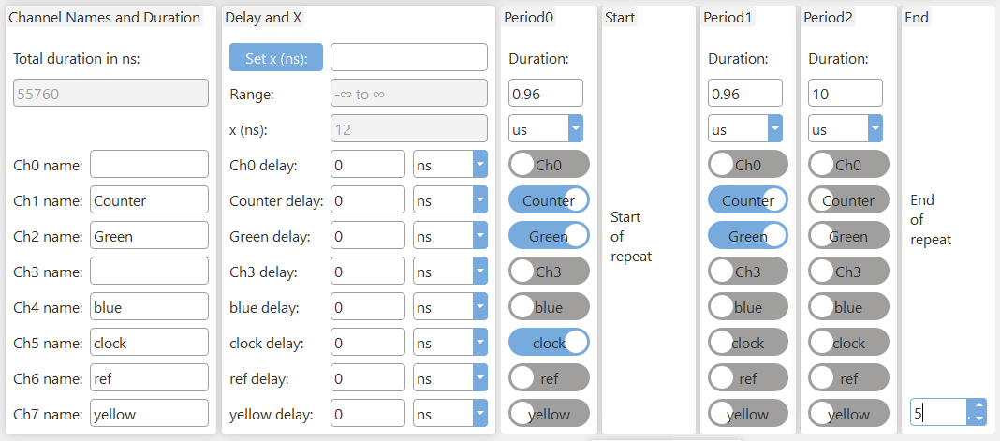 Channel Names and Duration
Total duration in ns:
55760
Ch0 name:
Ch1 name: Counter
Ch2 name: Green
Ch3 name:
Ch4 name: blue
Ch5 name: clock
Ch6 name: ref
Ch7 name: yellow
Delay and X
Set x (ns):
Range: -∞ to ∞
x (ns): 12
Ch0 delay: 0 ns
Counter delay: 0 ns
Green delay: 0 ns
Ch3 delay: 0 ns
blue delay: 0 ns
clock delay: 0 ns
ref delay: 0 ns
yellow delay: 0 ns
Period0
Duration:
0.96
us
Ch0
Counter
Green
Ch3
blue
clock
ref
yellow
Start
Start
of
repeat
Period1
Duration:
0.96
us
Ch0
Counter
Green
Ch3
blue
clock
ref
yellow
Period2
Duration:
10
us
Ch0
Counter
Green
Ch3
blue
clock
ref
yellow
End
End
of
repeat
5